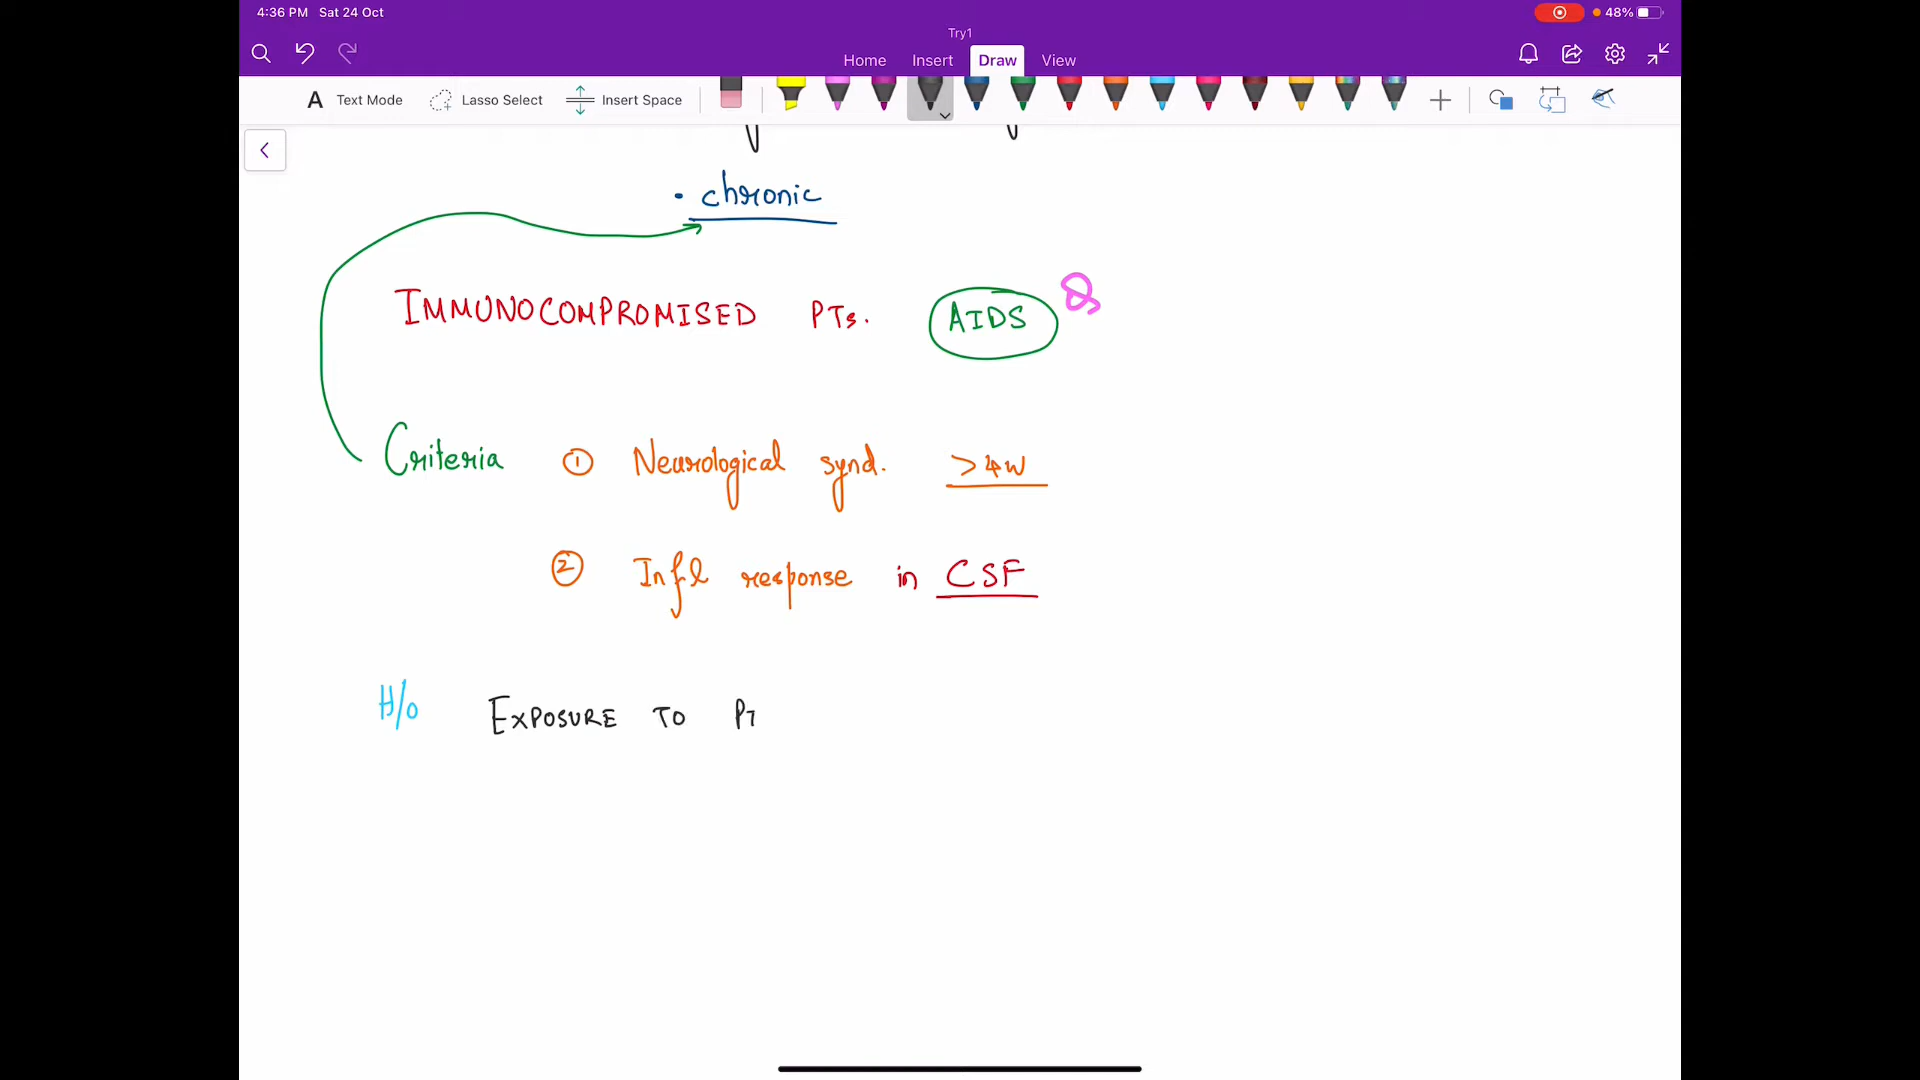 4:36 PM Sat 24 Oct
48%
Try1
Home Insert Draw View
A Text Mode Lasso Select Insert Space
• chronic
IMMUNOCOMPROMISED PTs. AIDS
Criteria ① Neurological synd. >4w
② Infl response in CSF
H/O EXPOSURE TO PT